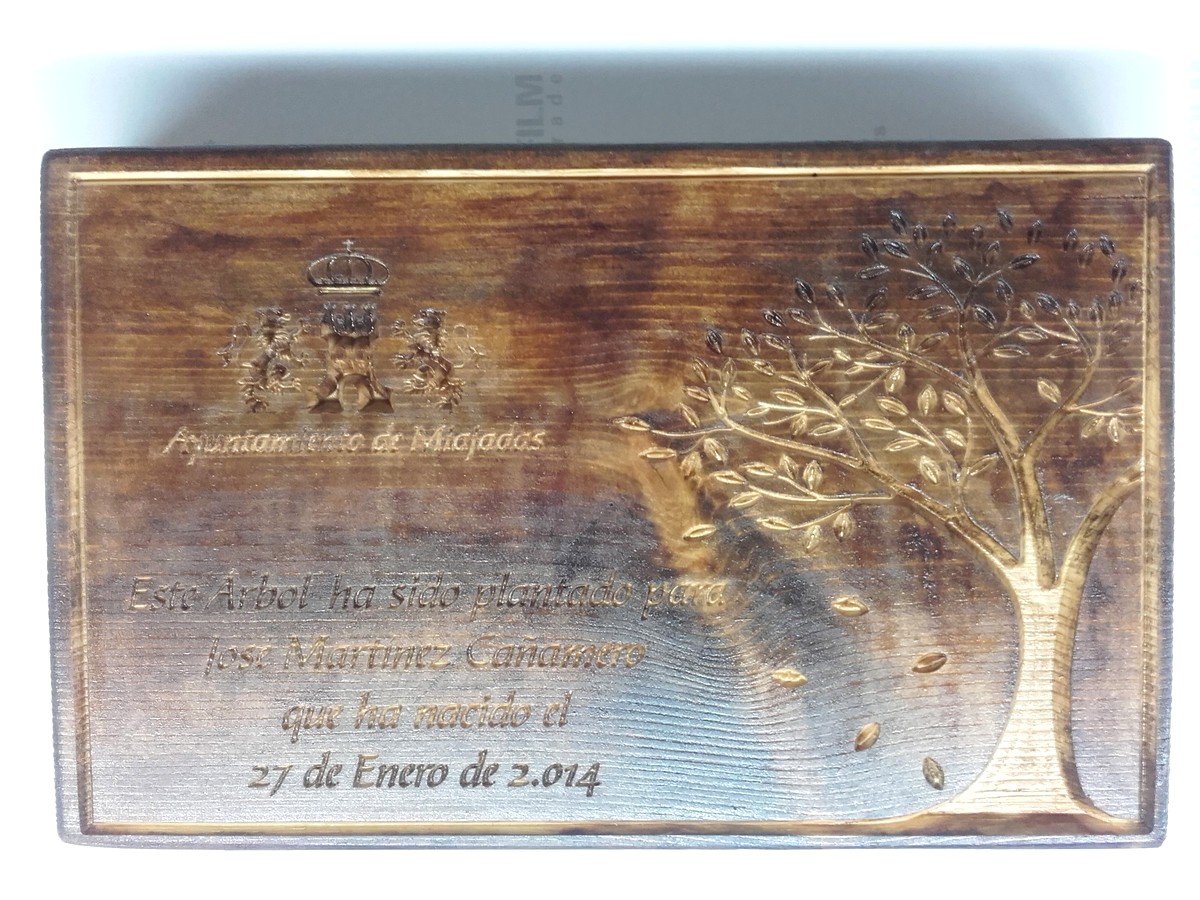 FILM
Ayuntamiento de Miajadas
Este Árbol ha sido plantado para
José Martínez Cañamero
que ha nacido el
27 de Enero de 2.014